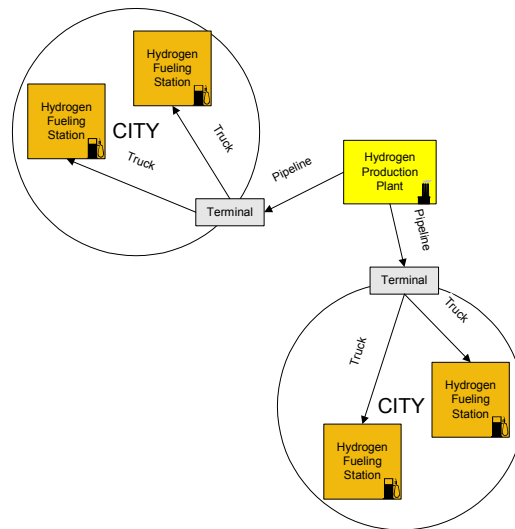 Hydrogen
Fueling
Station
Hydrogen
Fueling
Station
CITY
Truck
Truck
Terminal
Pipeline
Hydrogen
Production
Plant
Pipeline
Terminal
Truck
Truck
Hydrogen
Fueling
Station
CITY
Hydrogen
Fueling
Station